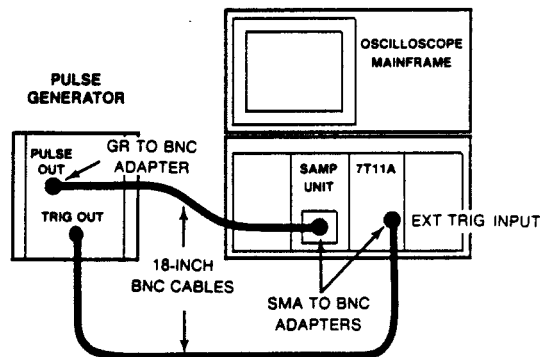 OSCILLOSCOPE
MAINFRAME
PULSE
GENERATOR
GR TO BNC
ADAPTER
PULSE
OUT
TRIG OUT
SAMP
UNIT
7T11A
EXT TRIG INPUT
18-INCH
BNC CABLES
SMA TO BNC
ADAPTERS